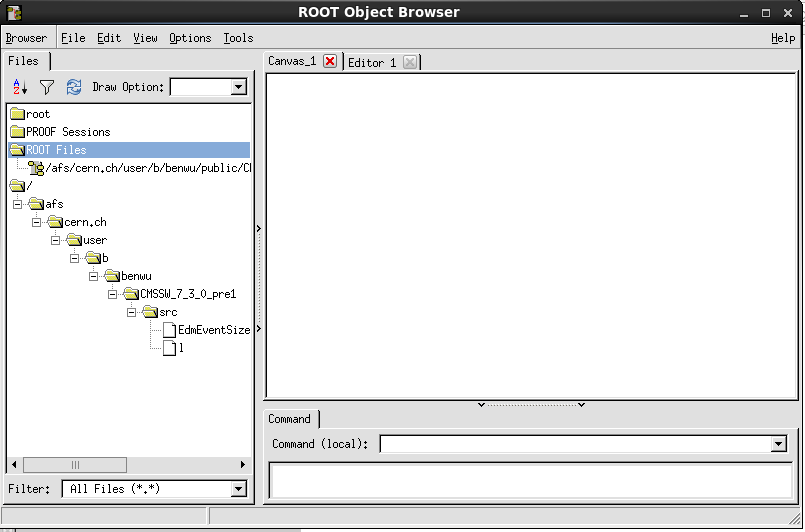 ROOT Object Browser
Browser File Edit View Options Tools Help
Files
Draw Option:
root
PROOF Sessions
ROOT Files
/afs/cern.ch/user/b/benwu/public/
/
afs
cern.ch
user
b
benwu
CMSSW_7_3_0_pre1
src
EdmEventSize
l
Filter: All Files (*.*)
Canvas_1 Editor 1
Command
Command (local):